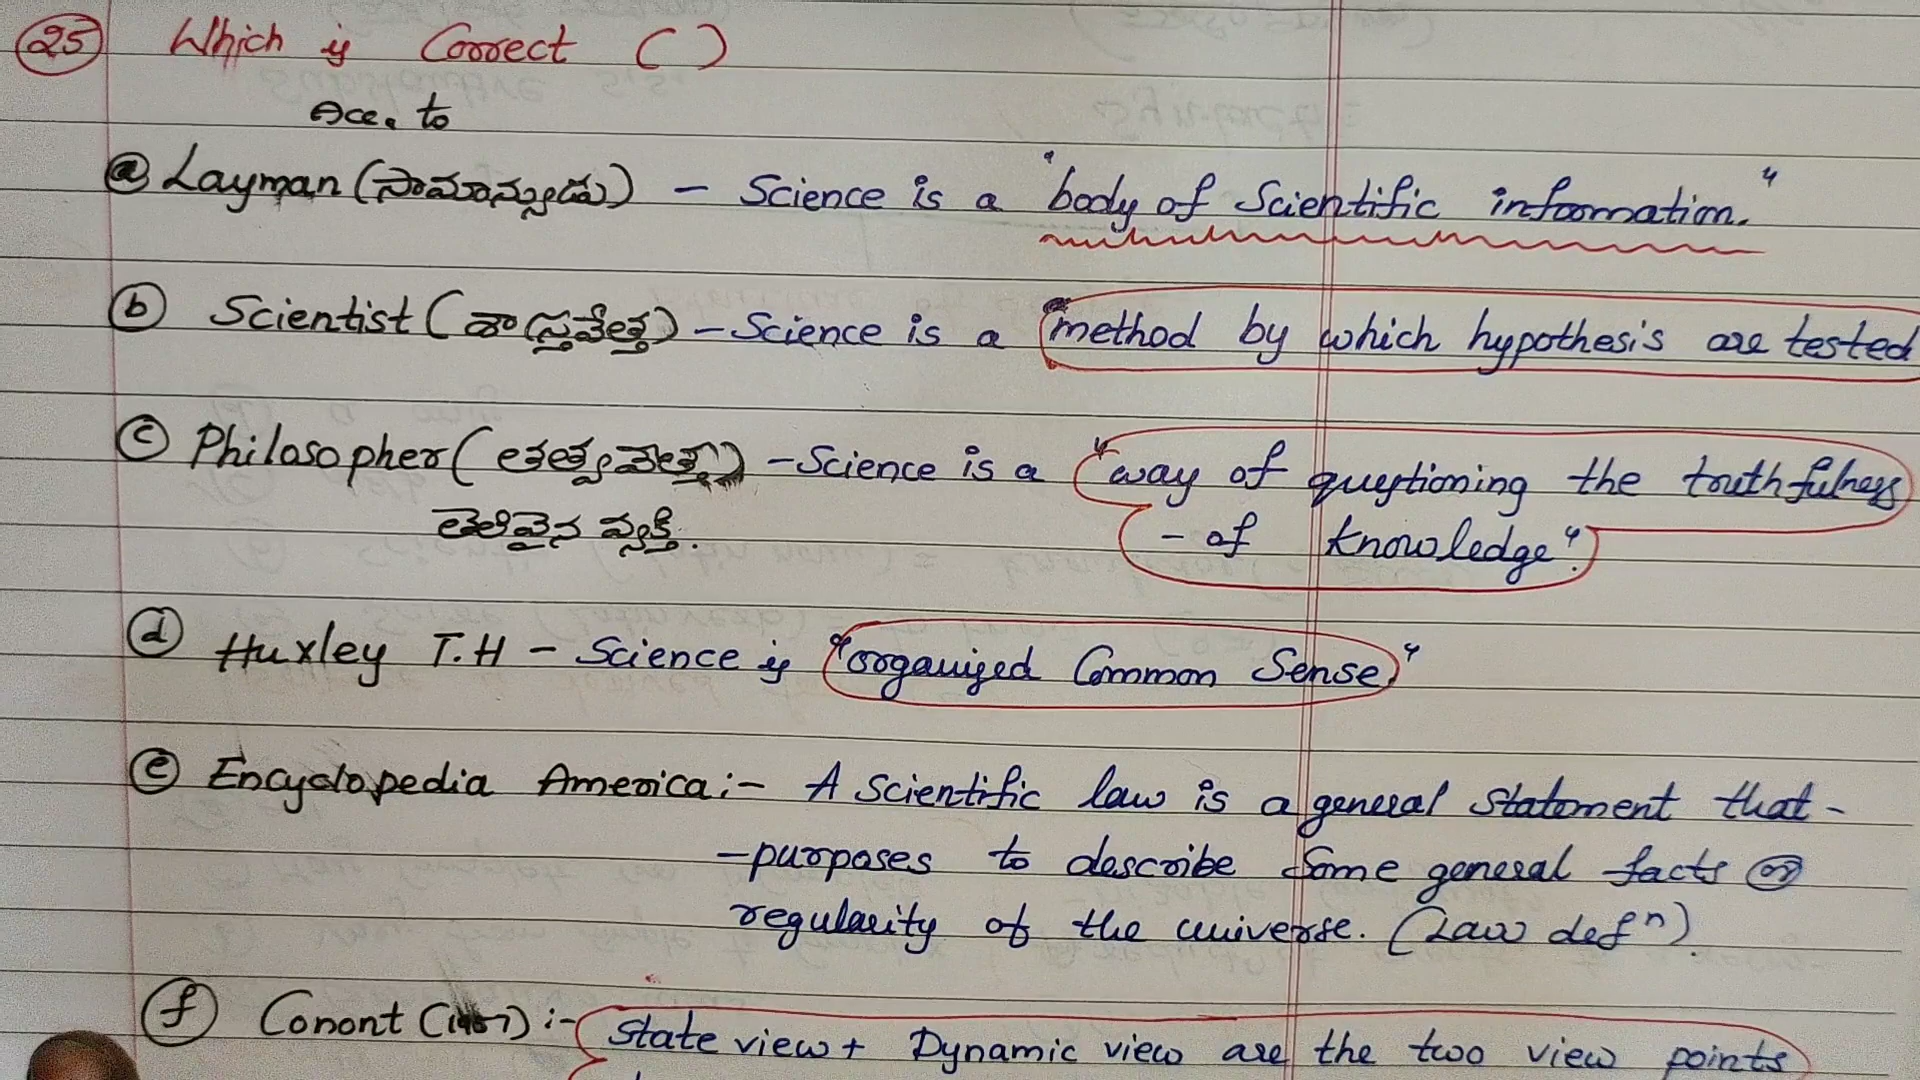 25 Which is Correct ( )
Acc. to
a Layman (సామాన్యుడు) - Science is a "body of Scientific information."
b Scientist (శాస్త్రవేత్త) - Science is a "method by which hypothesis are tested
c Philosopher (తత్వవేత్త) - Science is a "way of questioning the truthfulness
తెలివైన వ్యక్తి. - of knowledge".
d Huxley T.H - Science is "organized Common Sense"
e Encyclopedia America :- A Scientific law is a general statement that -
- purposes to describe some general facts or
regularity of the universe. (Law defn).
f Conont :- State view + Dynamic view are the two view points